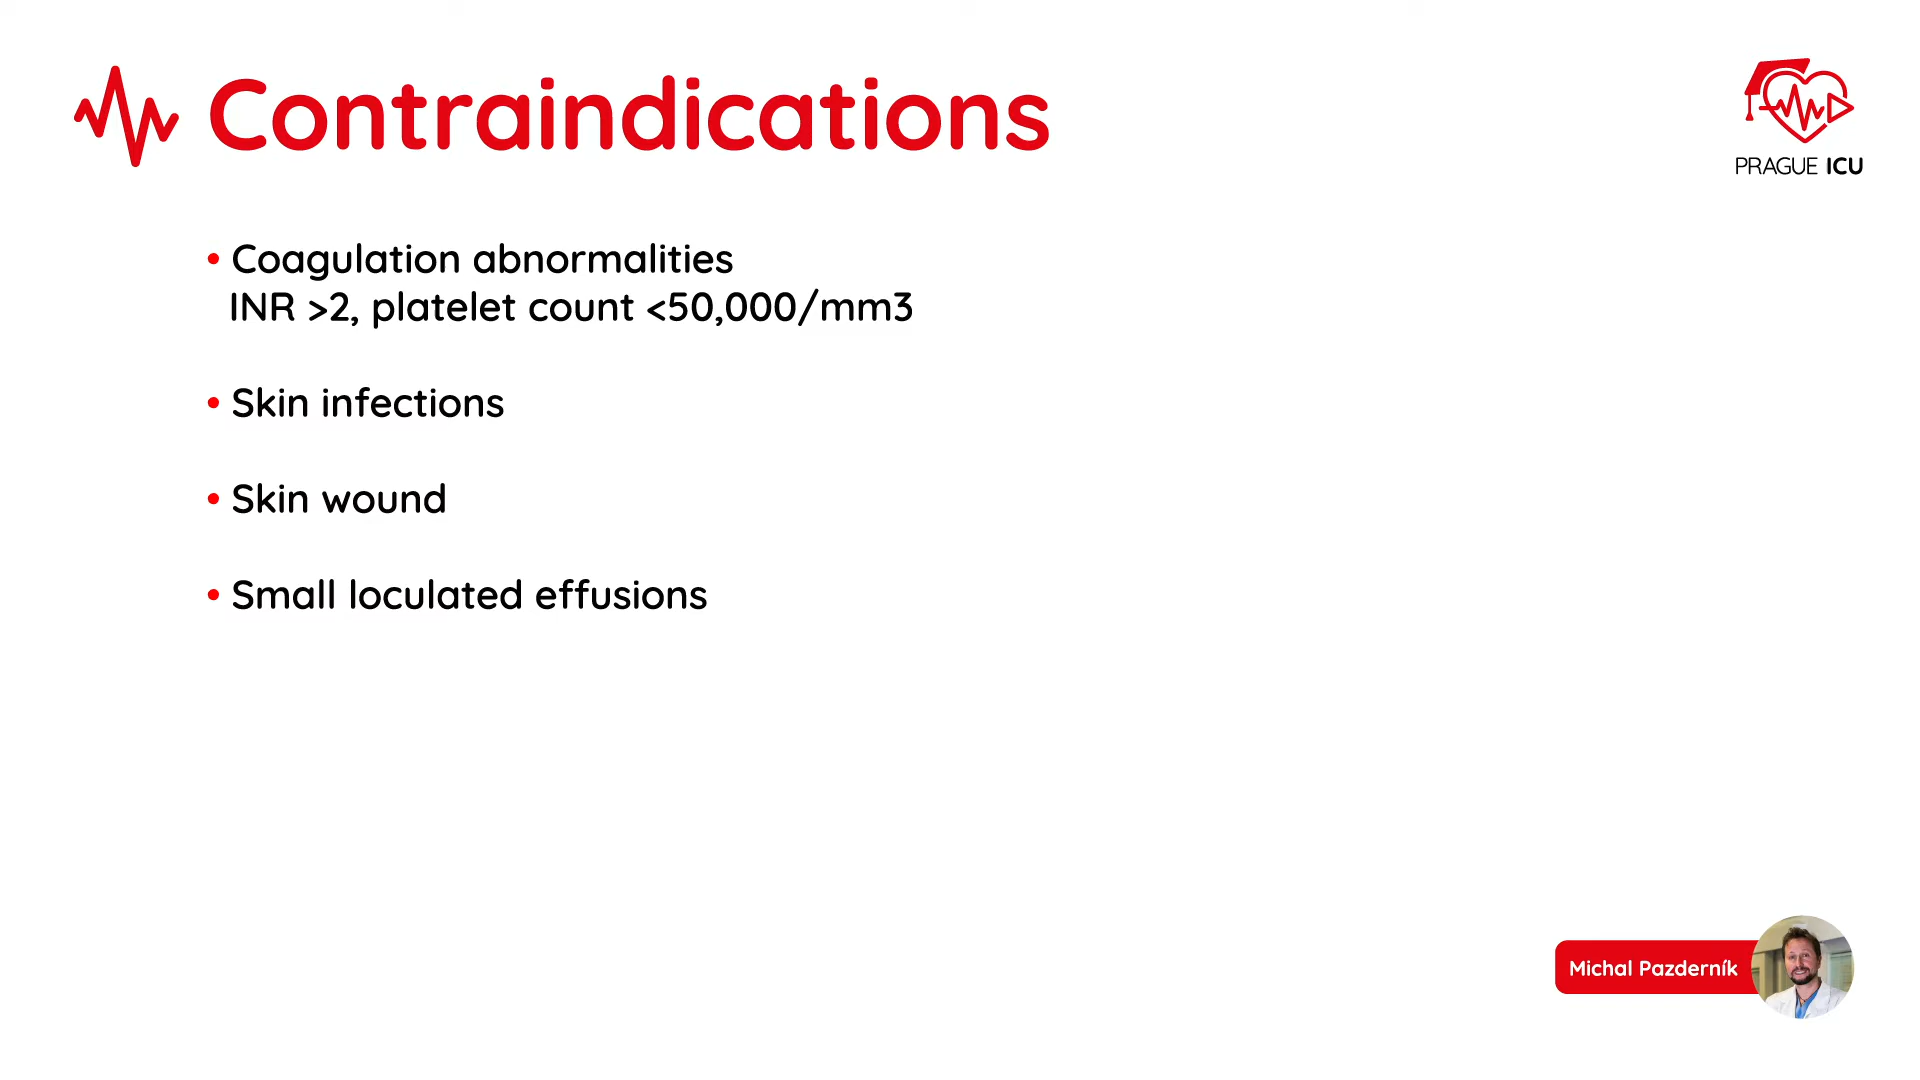 Contraindications
PRAGUE ICU
• Coagulation abnormalities
INR >2, platelet count <50,000/mm3
• Skin infections
• Skin wound
• Small loculated effusions
Michal Pazderník